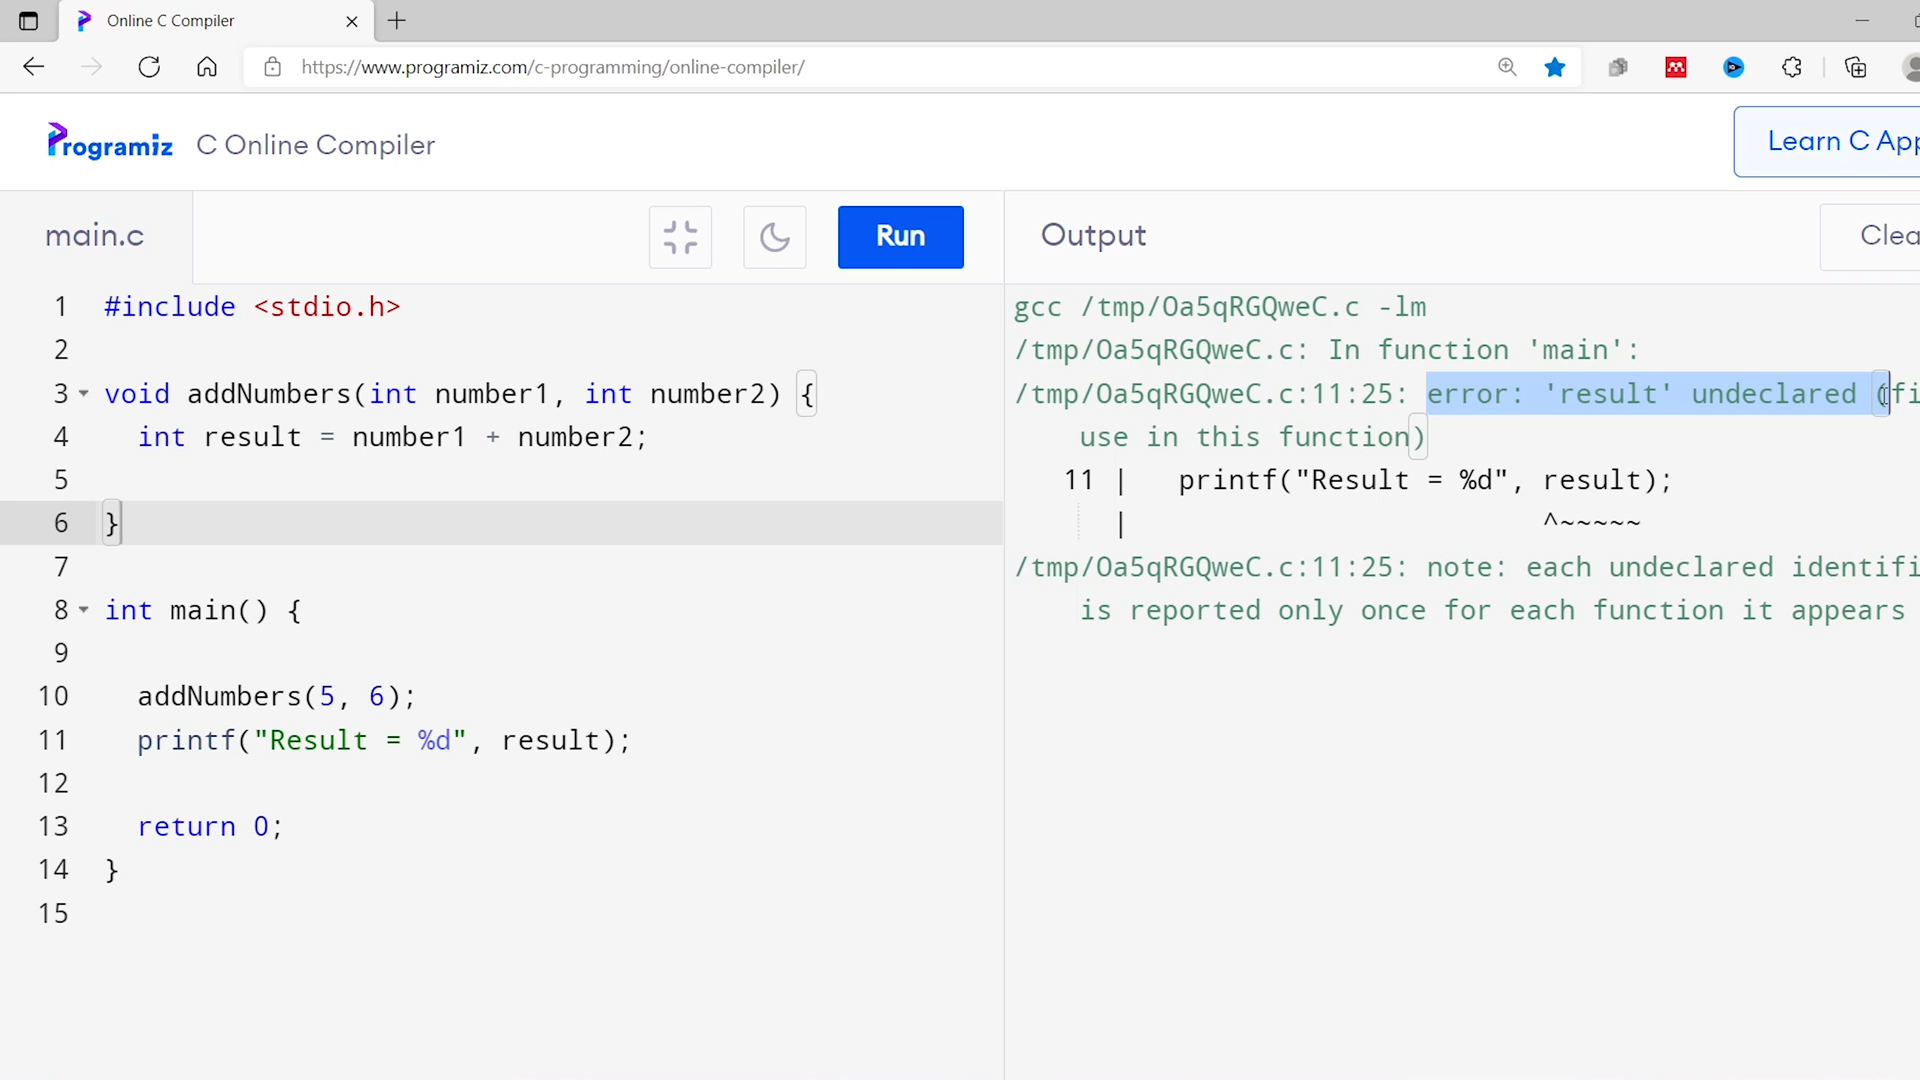 Online C Compiler
https://www.programiz.com/c-programming/online-compiler/
Programiz C Online Compiler
Learn C App
main.c
Run
Output
Clea
1 #include <stdio.h>
2
3 void addNumbers(int number1, int number2) {
4 int result = number1 + number2;
5
6 }
7
8 int main() {
9
10 addNumbers(5, 6);
11 printf("Result = %d", result);
12
13 return 0;
14 }
15
gcc /tmp/Oa5qRGQweC.c -lm
/tmp/Oa5qRGQweC.c: In function 'main':
/tmp/Oa5qRGQweC.c:11:25: error: 'result' undeclared (fi
use in this function)
11 | printf("Result = %d", result);
| ^~~~~~
/tmp/Oa5qRGQweC.c:11:25: note: each undeclared identifi
is reported only once for each function it appears